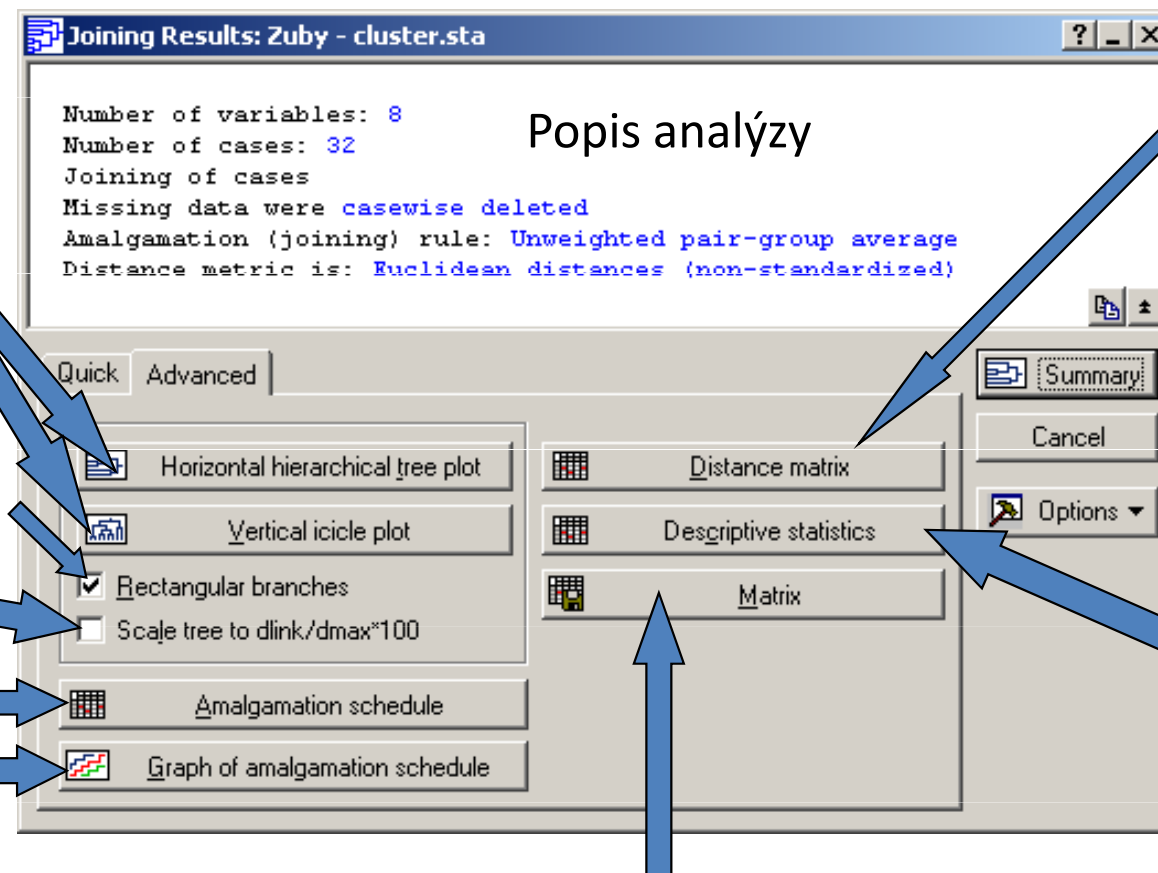 Joining Results: Zuby - cluster.sta
Number of variables: 8
Number of cases: 32
Joining of cases
Missing data were casewise deleted
Amalgamation (joining) rule: Unweighted pair-group average
Distance metric is: Euclidean distances (non-standardized)
Popis analýzy
Quick Advanced
Summary
Cancel
Options
Horizontal hierarchical tree plot
Distance matrix
Vertical icicle plot
Descriptive statistics
Rectangular branches
Matrix
Scale tree to dlink/dmax*100
Amalgamation schedule
Graph of amalgamation schedule